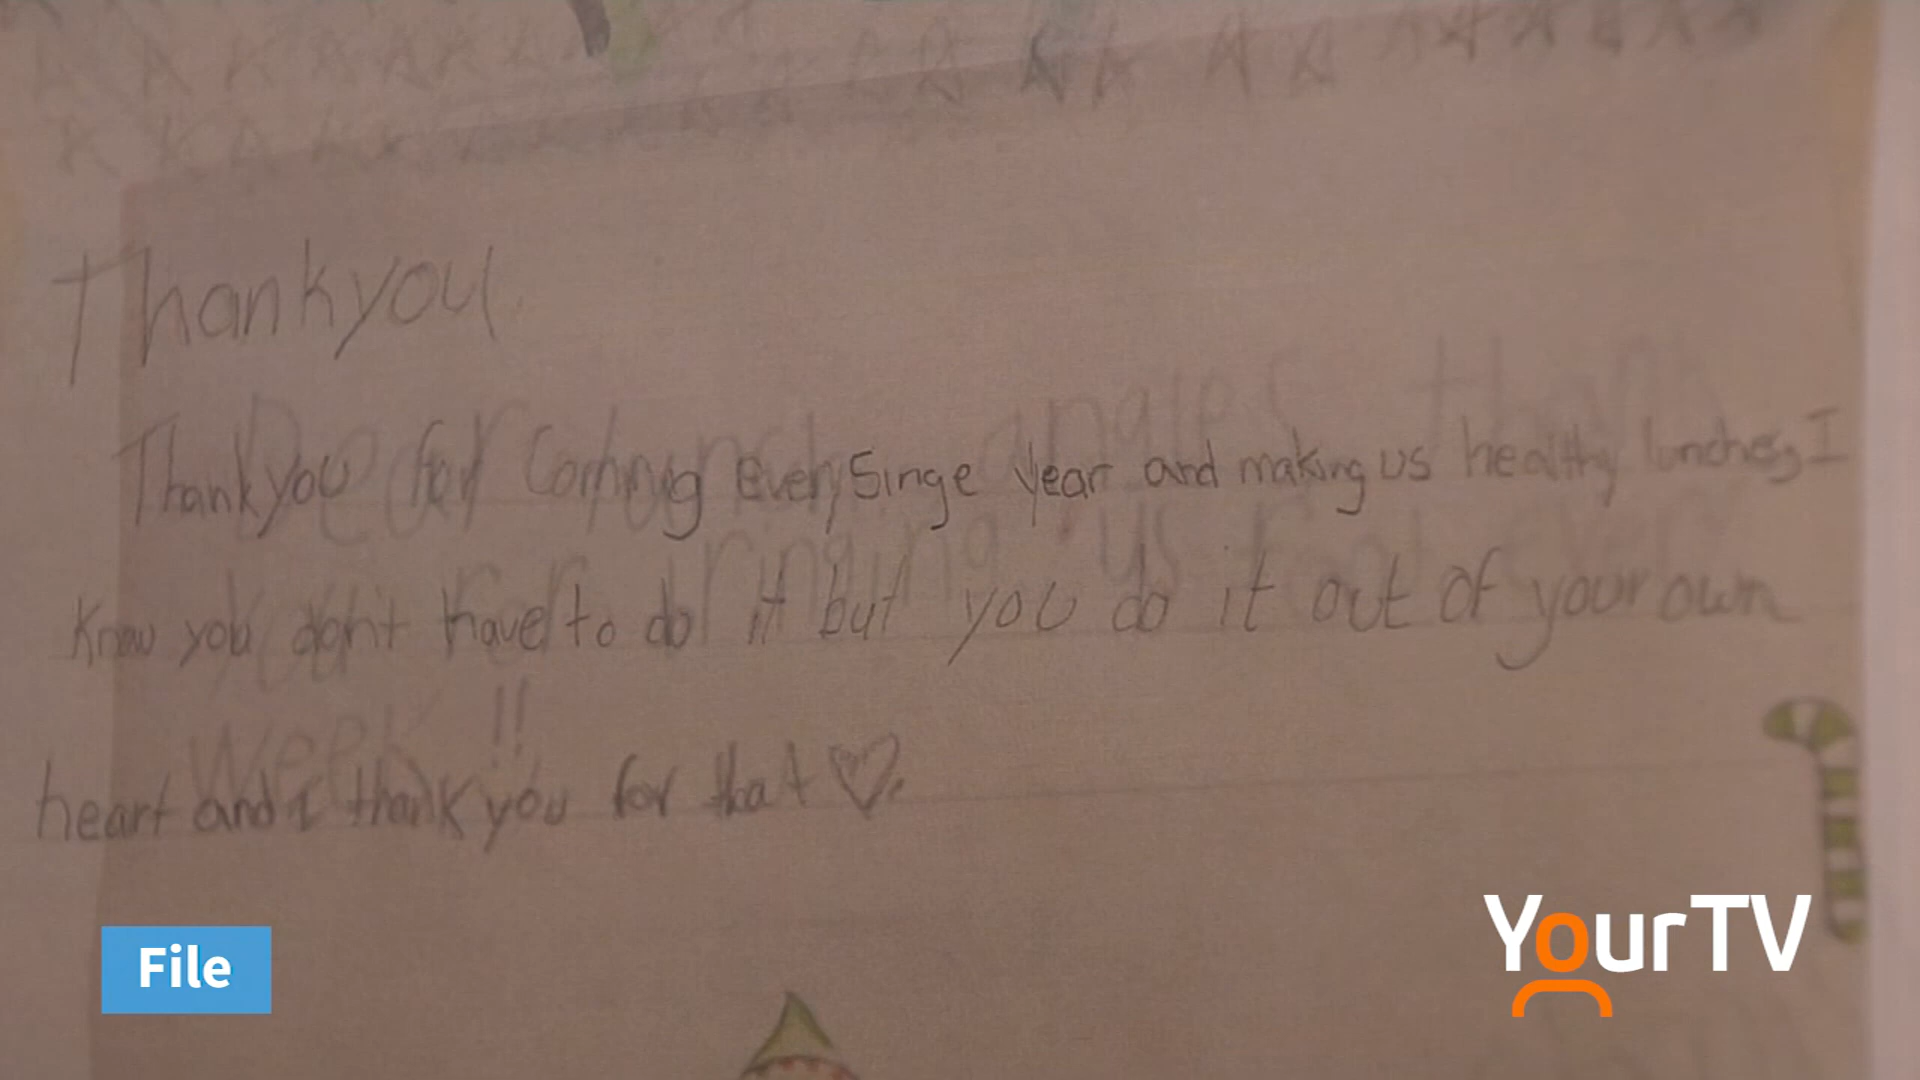 Thankyou
Thankyou for coming every singe year and making us healthy lunches, I
know you don't have to do it but you do it out of your own
heart and i thank you for that ♡.
week !!
File
YourTV